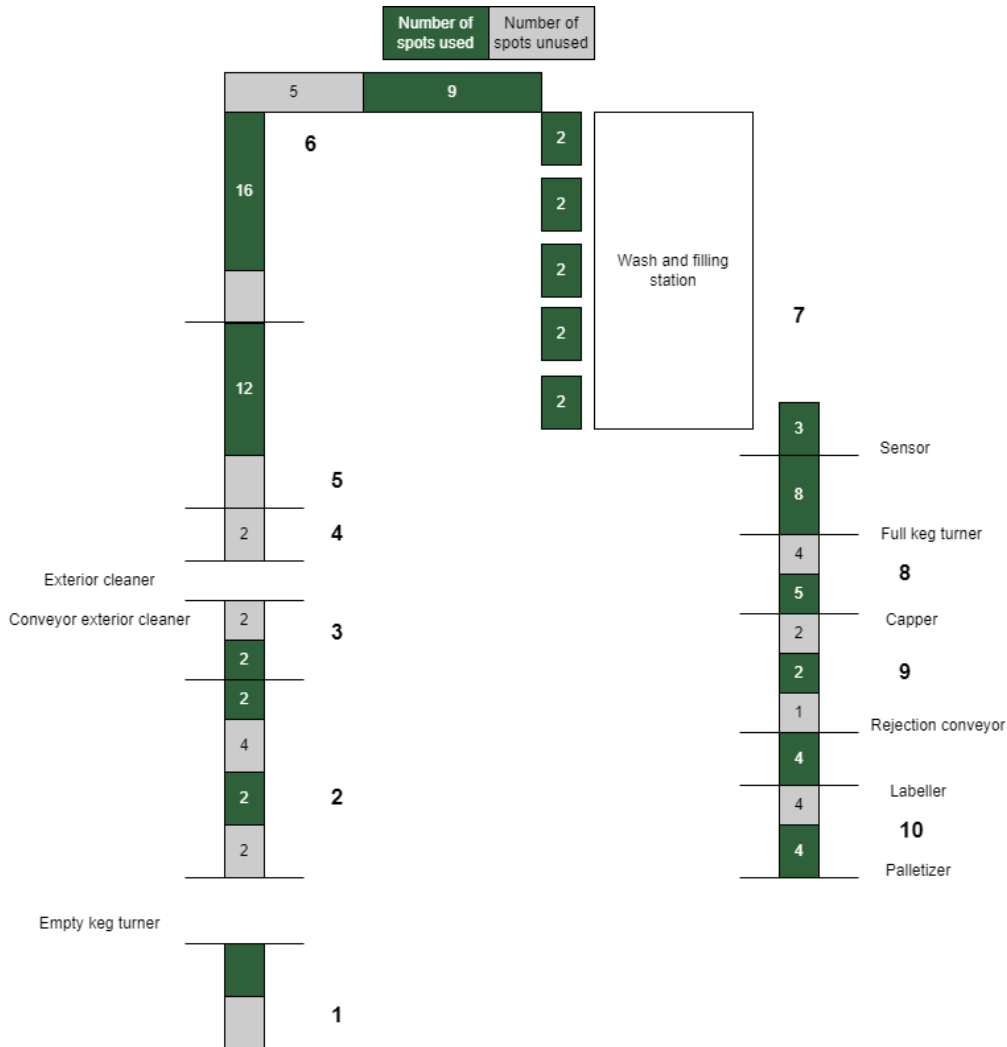 Number of
spots used
Number of
spots unused
5
9
6
2
16
2
Wash and filling
station
2
7
2
12
2
3
Sensor
5
8
2
4
Full keg turner
4
8
Exterior cleaner
5
Conveyor exterior cleaner
2
3
Capper
2
2
2
9
2
1
Rejection conveyor
4
4
2
2
Labeller
4
10
2
4
Palletizer
Empty keg turner
1